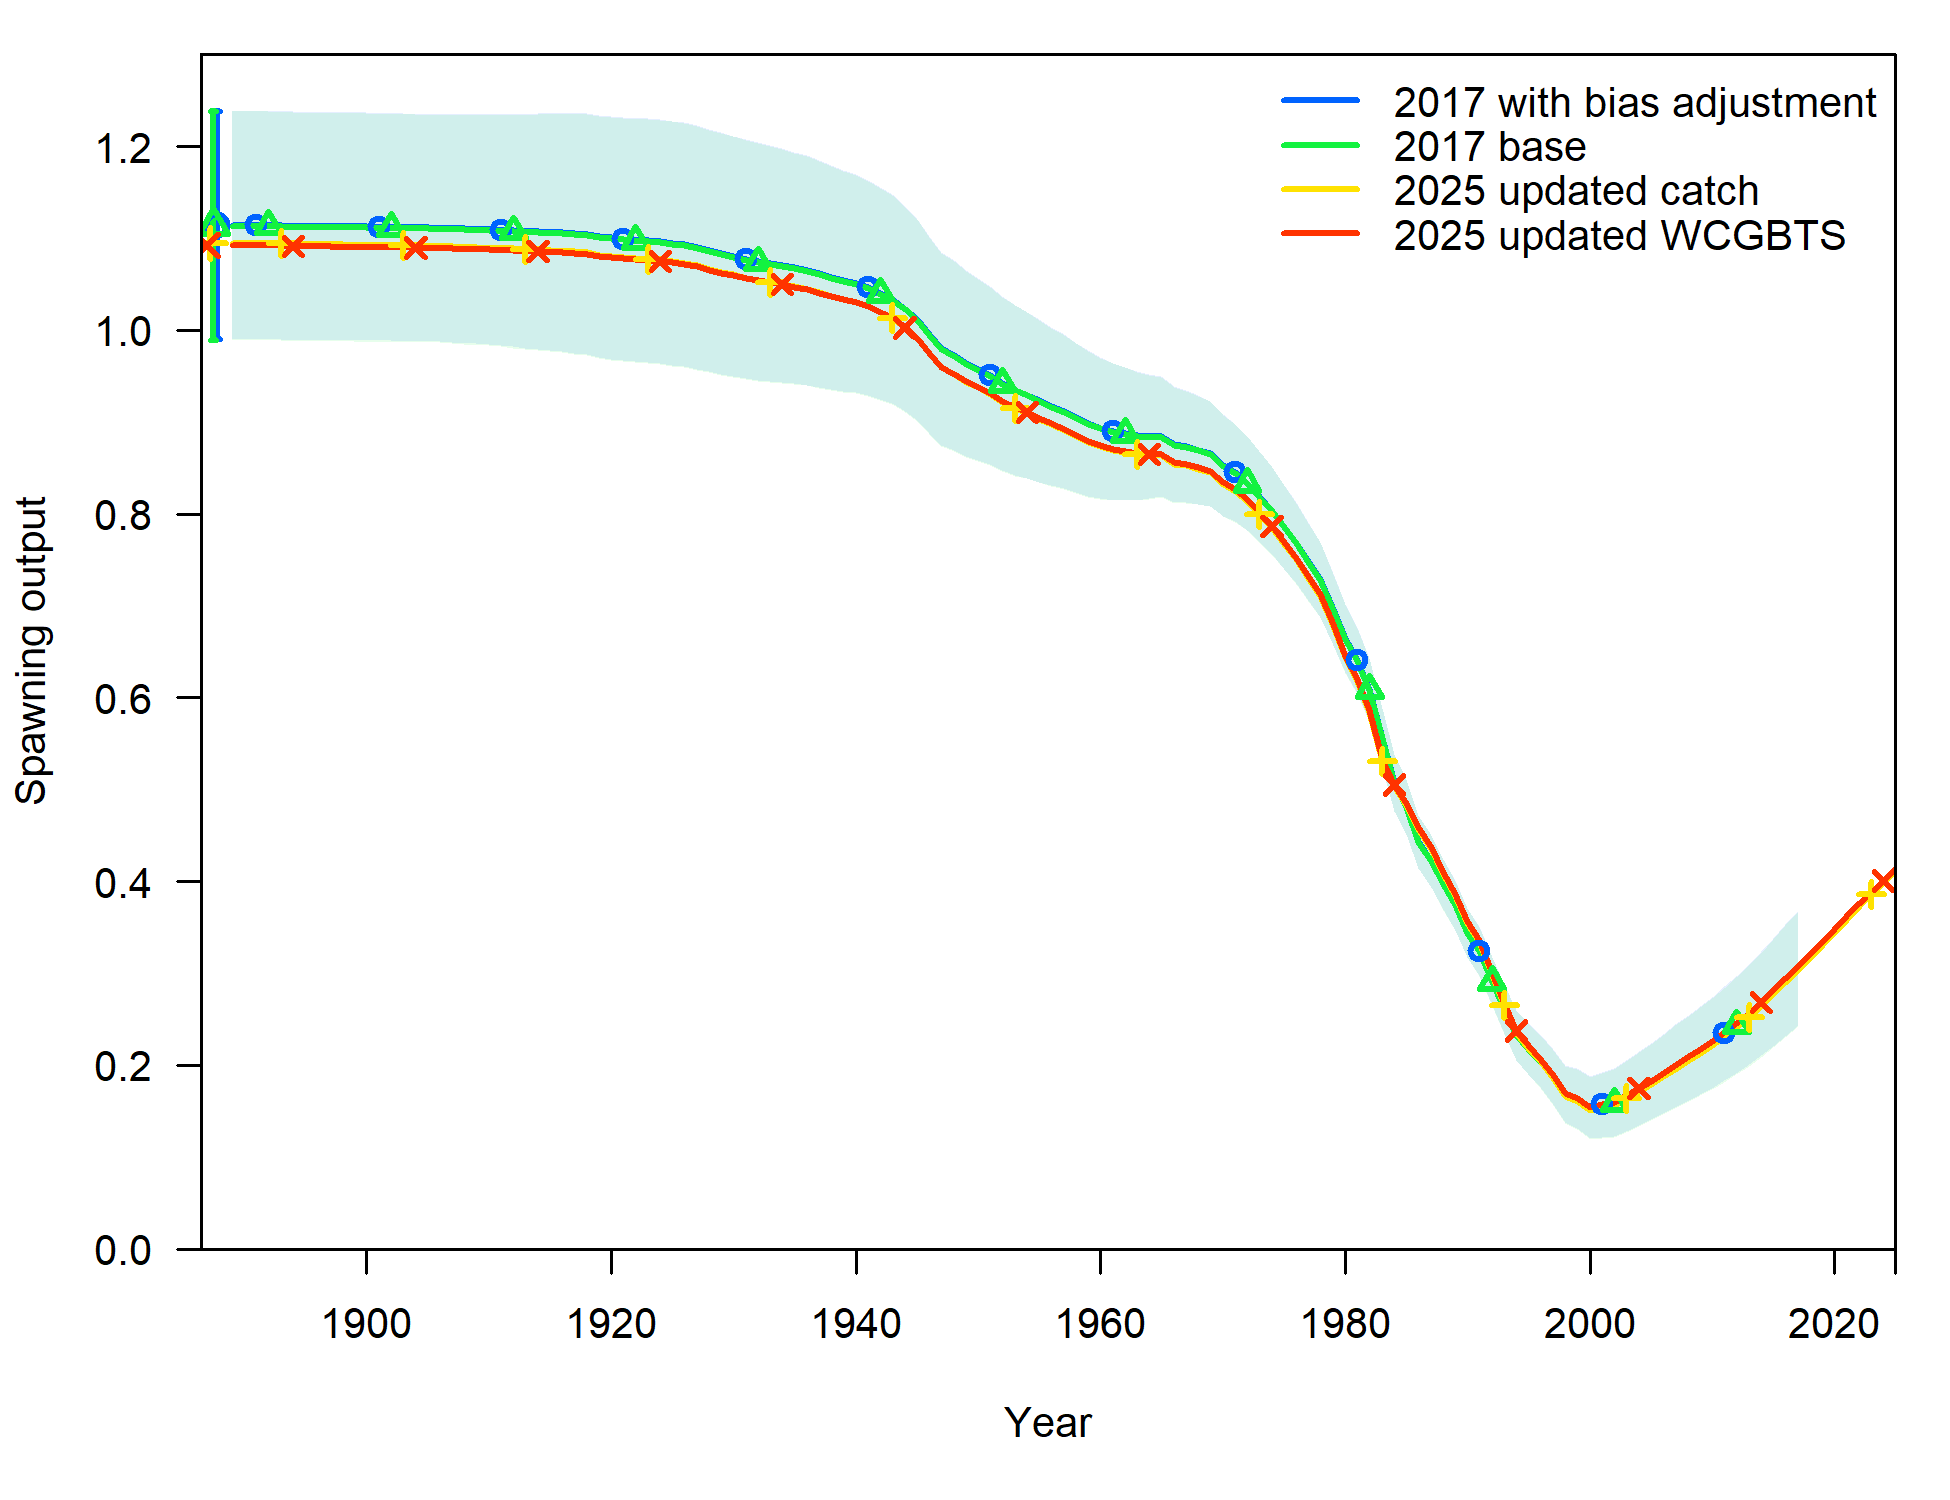 2017 with bias adjustment
2017 base
2025 updated catch
2025 updated WCGBTS
Spawning output
1.2
1.0
0.8
0.6
0.4
0.2
0.0
1900 1920 1940 1960 1980 2000 2020
Year